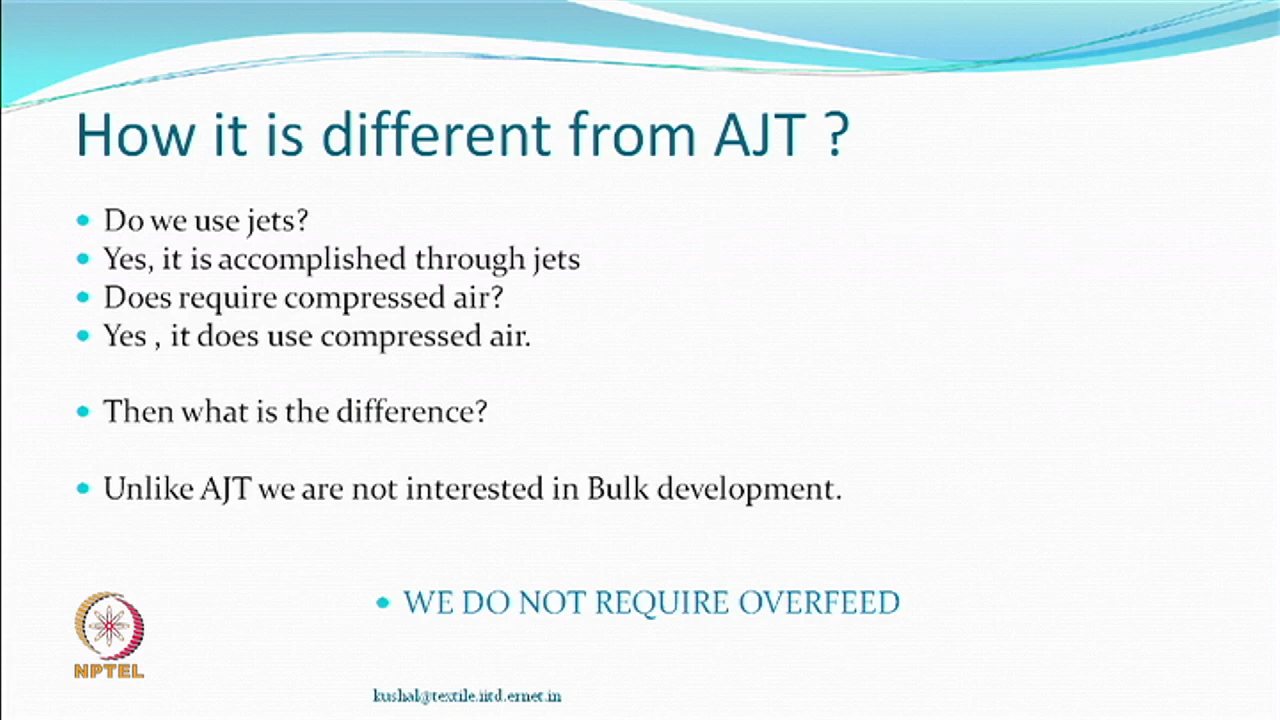 How it is different from AJT ?
Do we use jets?
Yes, it is accomplished through jets
Does require compressed air?
Yes , it does use compressed air.
Then what is the difference?
Unlike AJT we are not interested in Bulk development.
WE DO NOT REQUIRE OVERFEED
NPTEL
kushal@textile.iitd.ernet.in